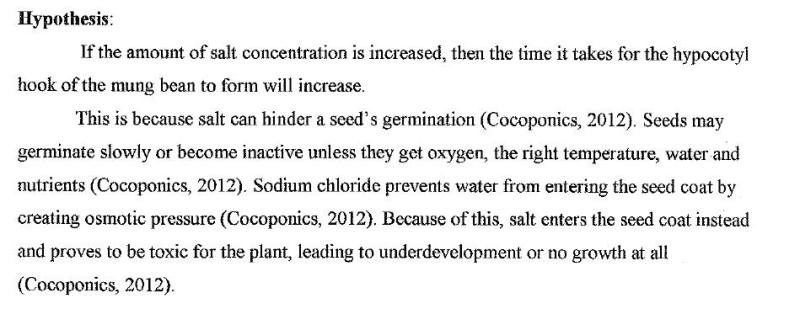 Hypothesis:
If the amount of salt concentration is increased, then the time it takes for the hypocotyl
hook of the mung bean to form will increase.
This is because salt can hinder a seed's germination (Cocoponics, 2012). Seeds may
germinate slowly or become inactive unless they get oxygen, the right temperature, water and
nutrients (Cocoponics, 2012). Sodium chloride prevents water from entering the seed coat by
creating osmotic pressure (Cocoponics, 2012). Because of this, salt enters the seed coat instead
and proves to be toxic for the plant, leading to underdevelopment or no growth at all
(Cocoponics, 2012).